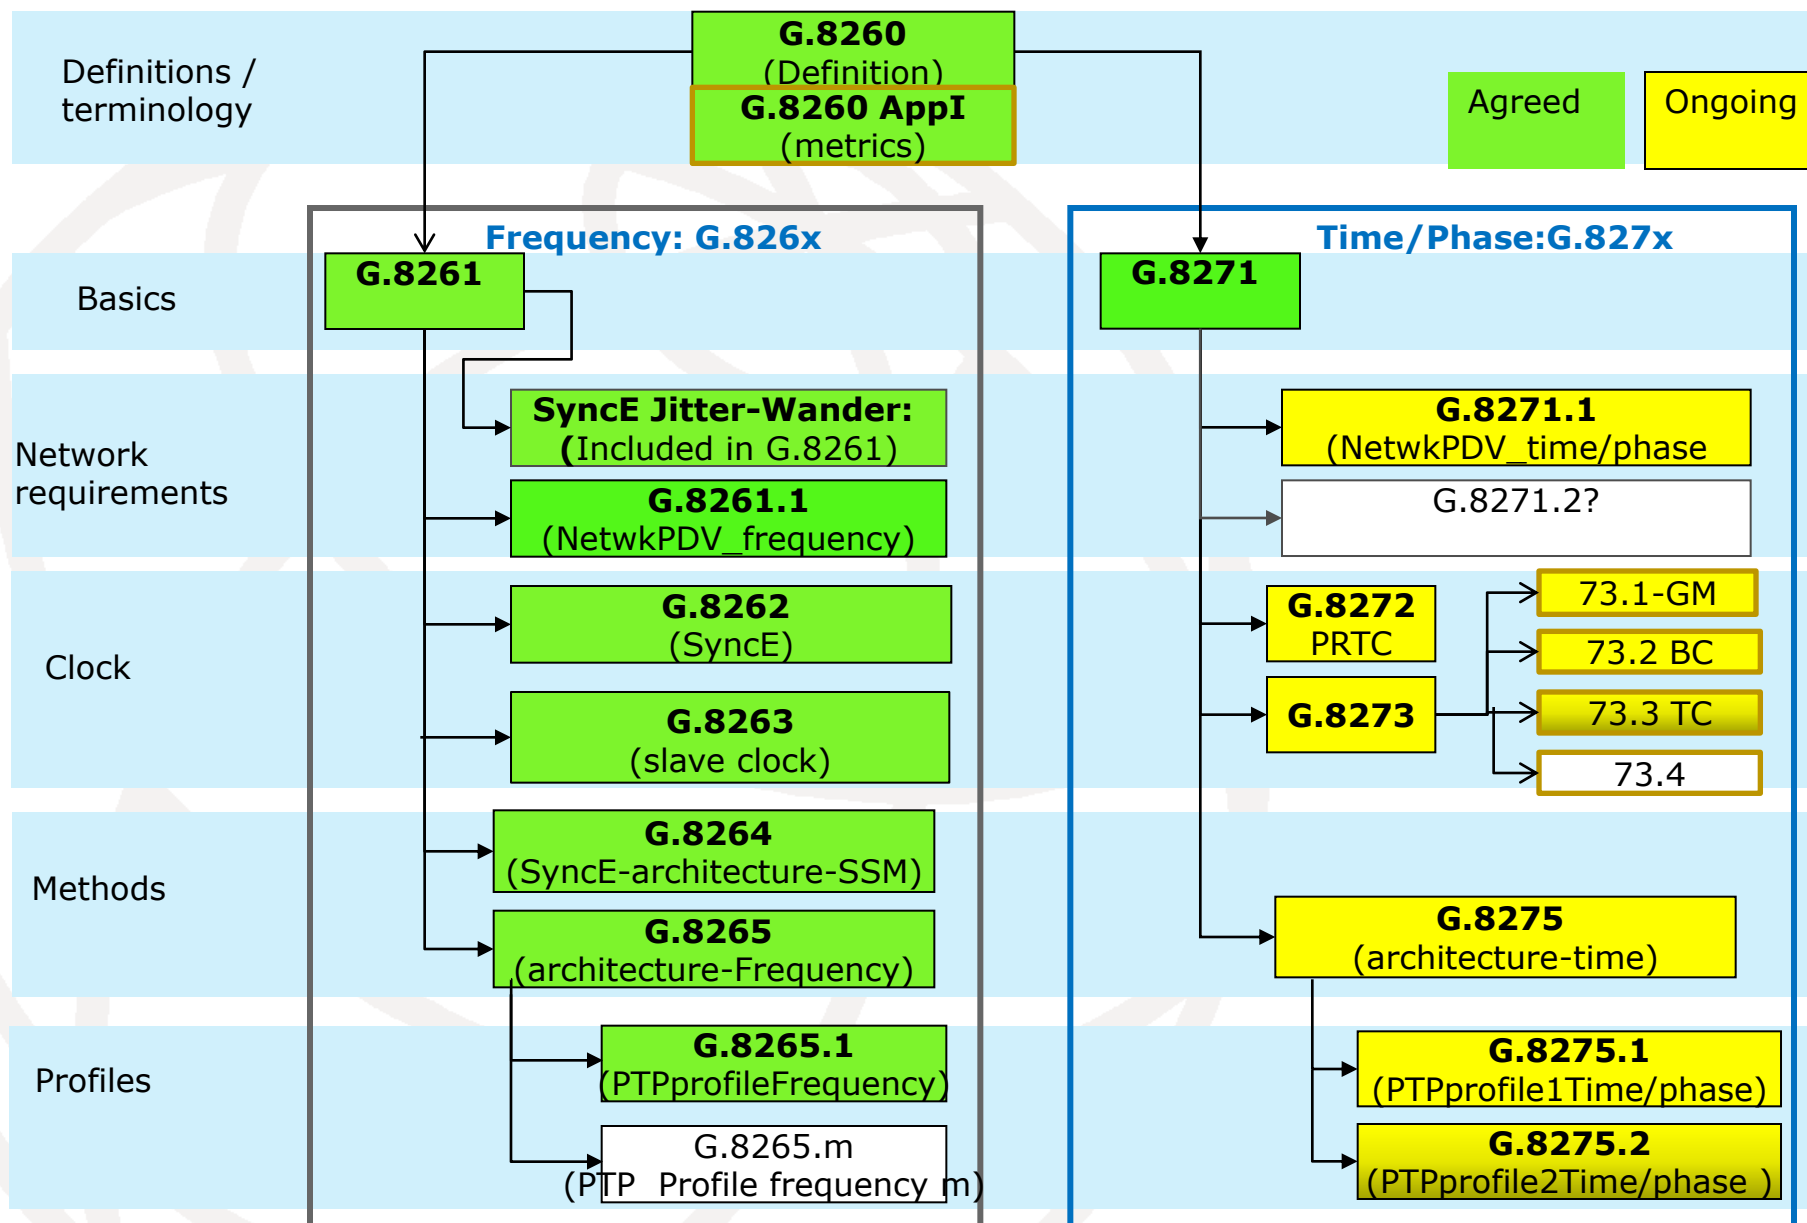 G.8260
(Definition)
Definitions /
terminology
G.8260 AppI
(metrics)
Agreed
Ongoing
Frequency: G.826x
Time/Phase:G.827x
Basics
G.8261
G.8271
Network
requirements
SyncE Jitter-Wander:
(Included in G.8261)
G.8261.1
(NetwkPDV_frequency)
G.8271.1
(NetwkPDV_time/phase
G.8271.2?
Clock
G.8262
(SyncE)
G.8263
(slave clock)
G.8272
PRTC
G.8273
73.1-GM
73.2 BC
73.3 TC
73.4
Methods
G.8264
(SyncE-architecture-SSM)
G.8265
(architecture-Frequency)
G.8275
(architecture-time)
Profiles
G.8265.1
(PTPprofileFrequency)
G.8265.m
(PTP  Profile frequency m)
G.8275.1
(PTPprofile1Time/phase)
G.8275.2
(PTPprofile2Time/phase )